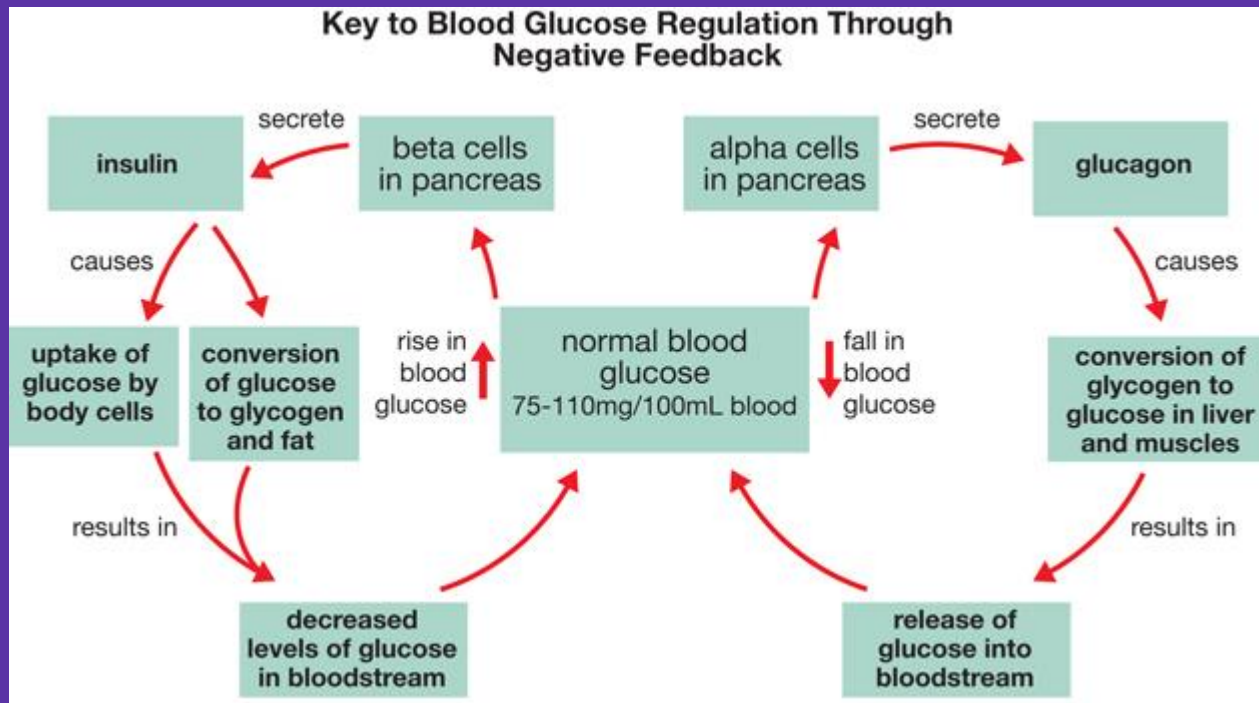 Key to Blood Glucose Regulation Through
Negative Feedback
secrete
secrete
insulin
beta cells
in pancreas
alpha cells
in pancreas
glucagon
causes
causes
uptake of
glucose by
body cells
conversion
of glucose
to glycogen
and fat
rise in
blood
glucose
normal blood
glucose
75-110mg/100mL blood
fall in
blood
glucose
conversion of
glycogen to
glucose in liver
and muscles
results in
results in
decreased
levels of glucose
in bloodstream
release of
glucose into
bloodstream